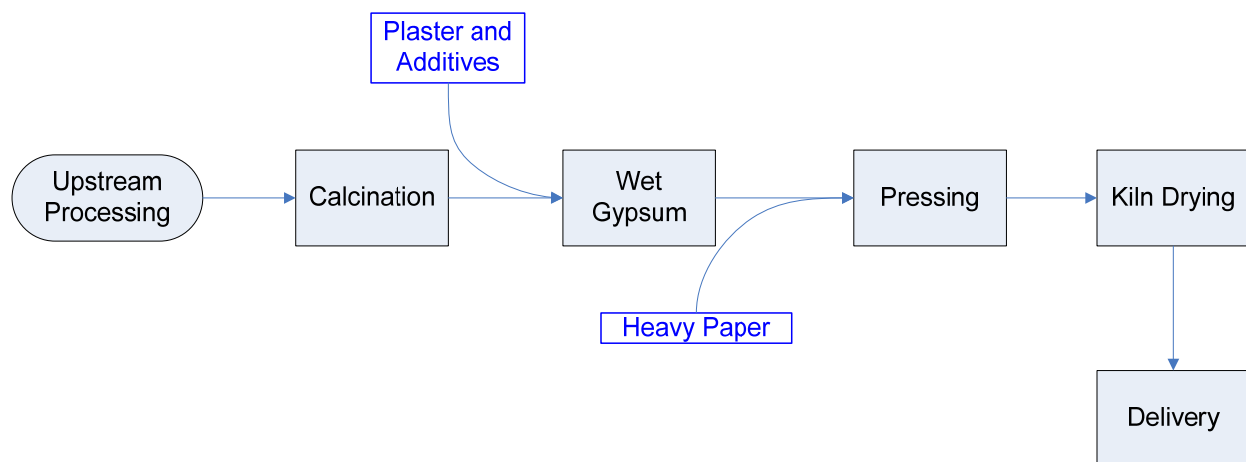 Plaster and
Additives
Upstream
Processing
Calcination
Wet
Gypsum
Pressing
Kiln Drying
Heavy Paper
Delivery